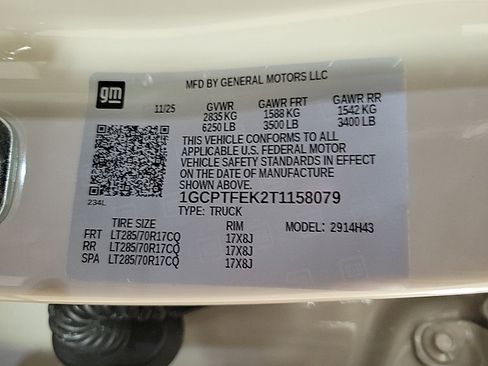 gm
MFD BY GENERAL MOTORS LLC
11/25 GVWR GAWR FRT GAWR RR
2835 KG 1588 KG 1542 KG
6250 LB 3500 LB 3400 LB
THIS VEHICLE CONFORMS TO ALL
APPLICABLE U.S. FEDERAL MOTOR
VEHICLE SAFETY STANDARDS IN EFFECT
ON THE DATE OF MANUFACTURE
SHOWN ABOVE.
234L 1GCPTFEK2T1158079
TYPE: TRUCK
TIRE SIZE RIM MODEL: 2914H43
FRT LT285/70R17CQ 17X8J
RR LT285/70R17CQ 17X8J
SPA LT285/70R17CQ 17X8J